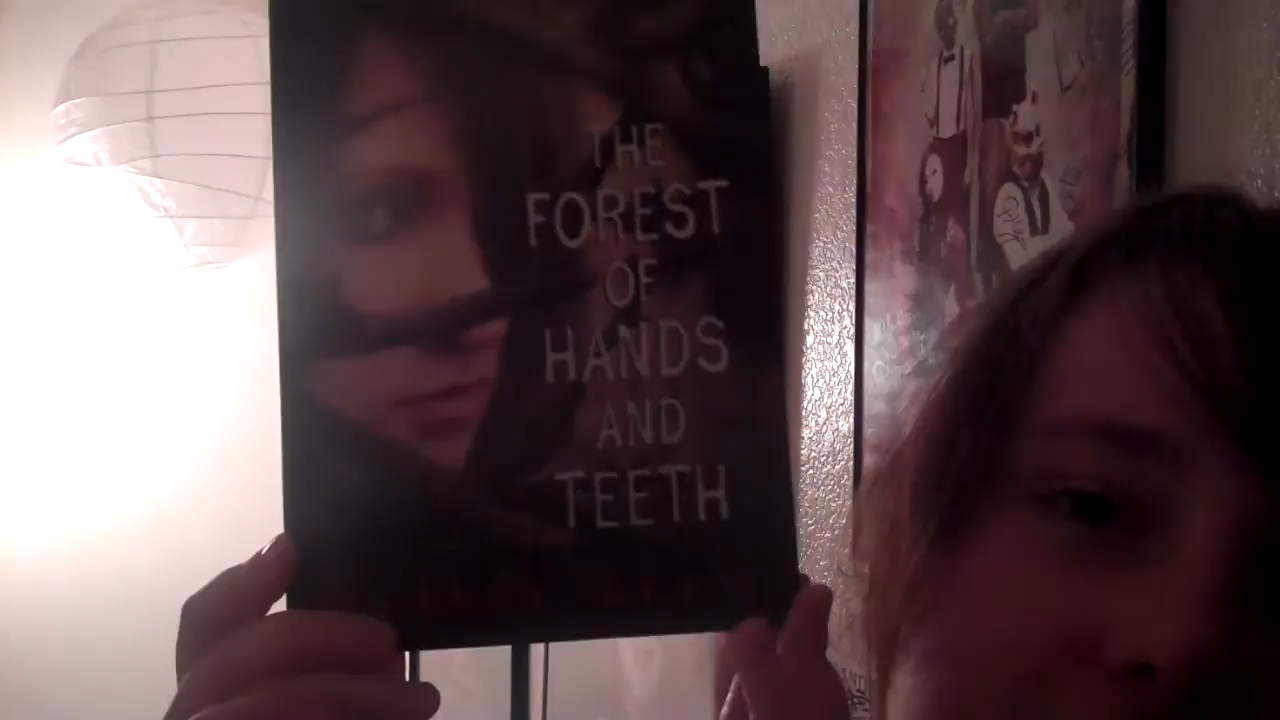 THE
FOREST
OF
HANDS
AND
TEETH